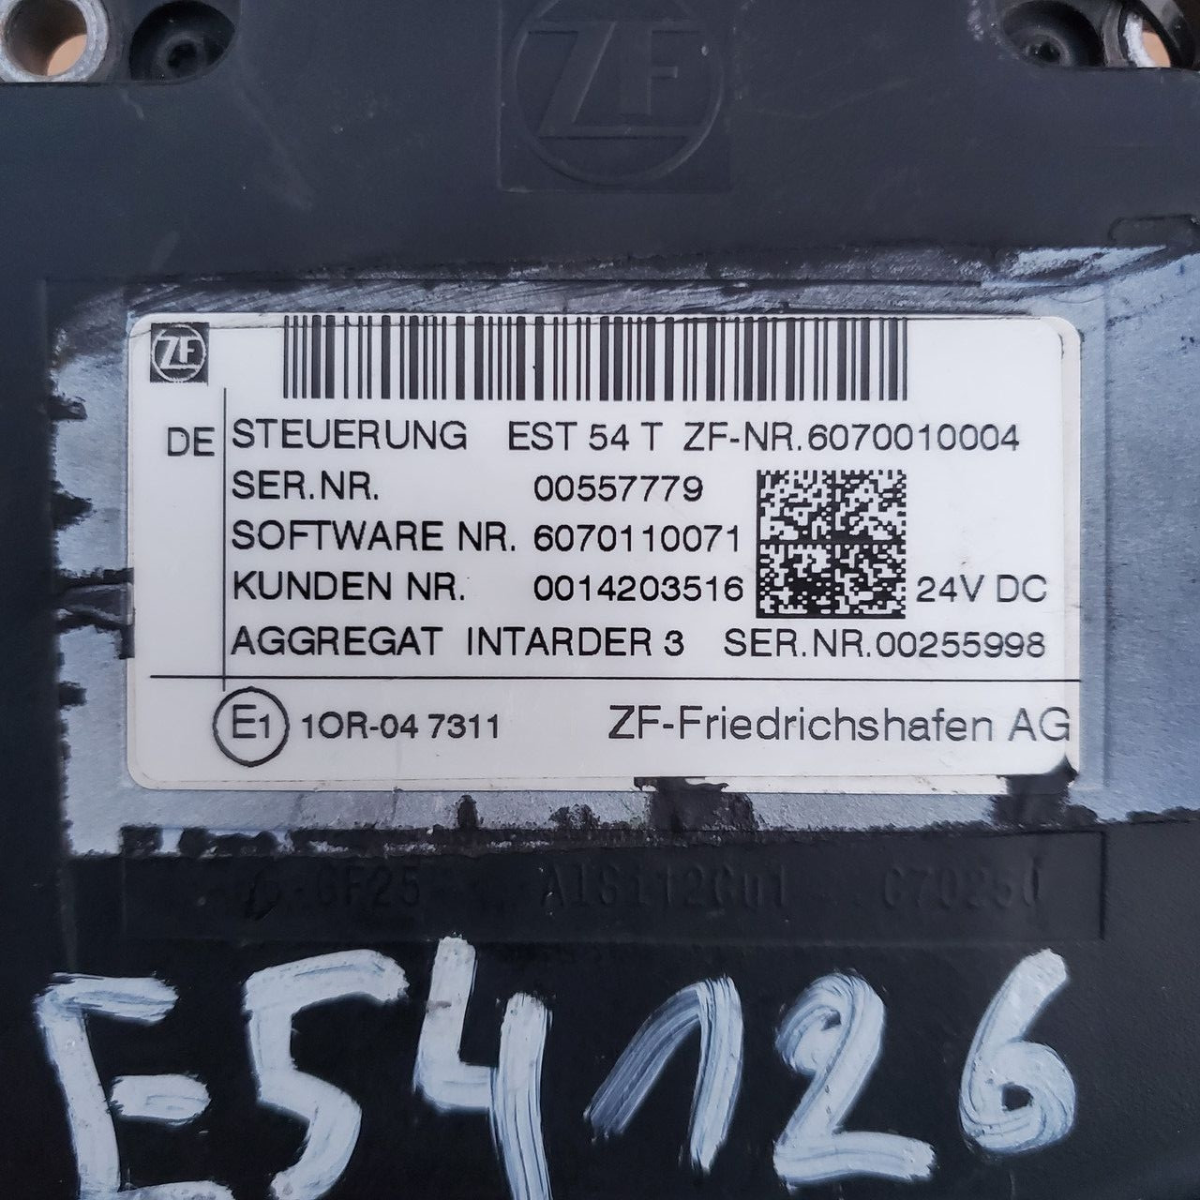 ZF
ZF
DE
STEUERUNG EST 54 T ZF-NR.6070010004
SER.NR. 00557779
SOFTWARE NR. 6070110071
KUNDEN NR. 0014203516 24V DC
AGGREGAT INTARDER 3 SER.NR.00255998
E1 10R-04 7311 ZF-Friedrichshafen AG
GF25
E54126